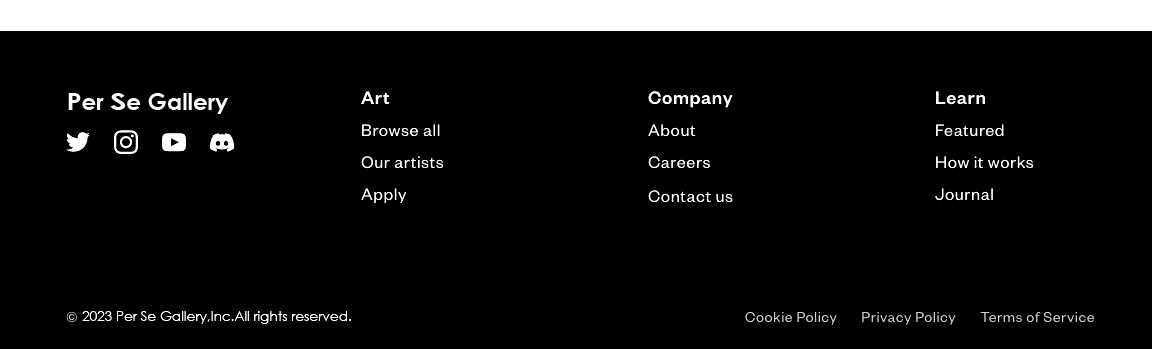 Per Se Gallery
Art
Browse all
Our artists
Apply
Company
About
Careers
Contact us
Learn
Featured
How it works
Journal
© 2023 Per Se Gallery,Inc.All rights reserved.
Cookie Policy
Privacy Policy
Terms of Service